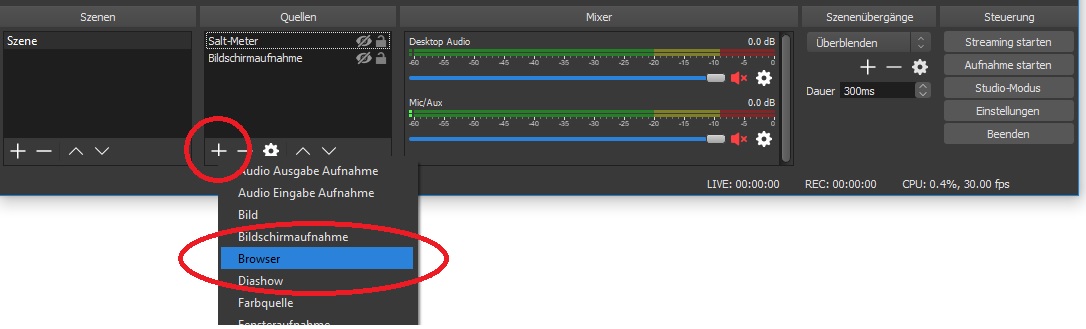 Szenen
Quellen
Mixer
Szenenübergänge
Steuerung
Szene
Salt-Meter
Bildschirmaufnahme
Desktop Audio 0.0 dB
-60 -55 -50 -45 -40 -35 -30 -25 -20 -15 -10 -5 0
Mic/Aux 0.0 dB
-60 -55 -50 -45 -40 -35 -30 -25 -20 -15 -10 -5 0
Überblenden
Dauer 300ms
Streaming starten
Aufnahme starten
Studio-Modus
Einstellungen
Beenden
LIVE: 00:00:00 REC: 00:00:00 CPU: 0.4%, 30.00 fps
Audio Ausgabe Aufnahme
Audio Eingabe Aufnahme
Bild
Bildschirmaufnahme
Browser
Diashow
Farbquelle
Fensteraufnahme